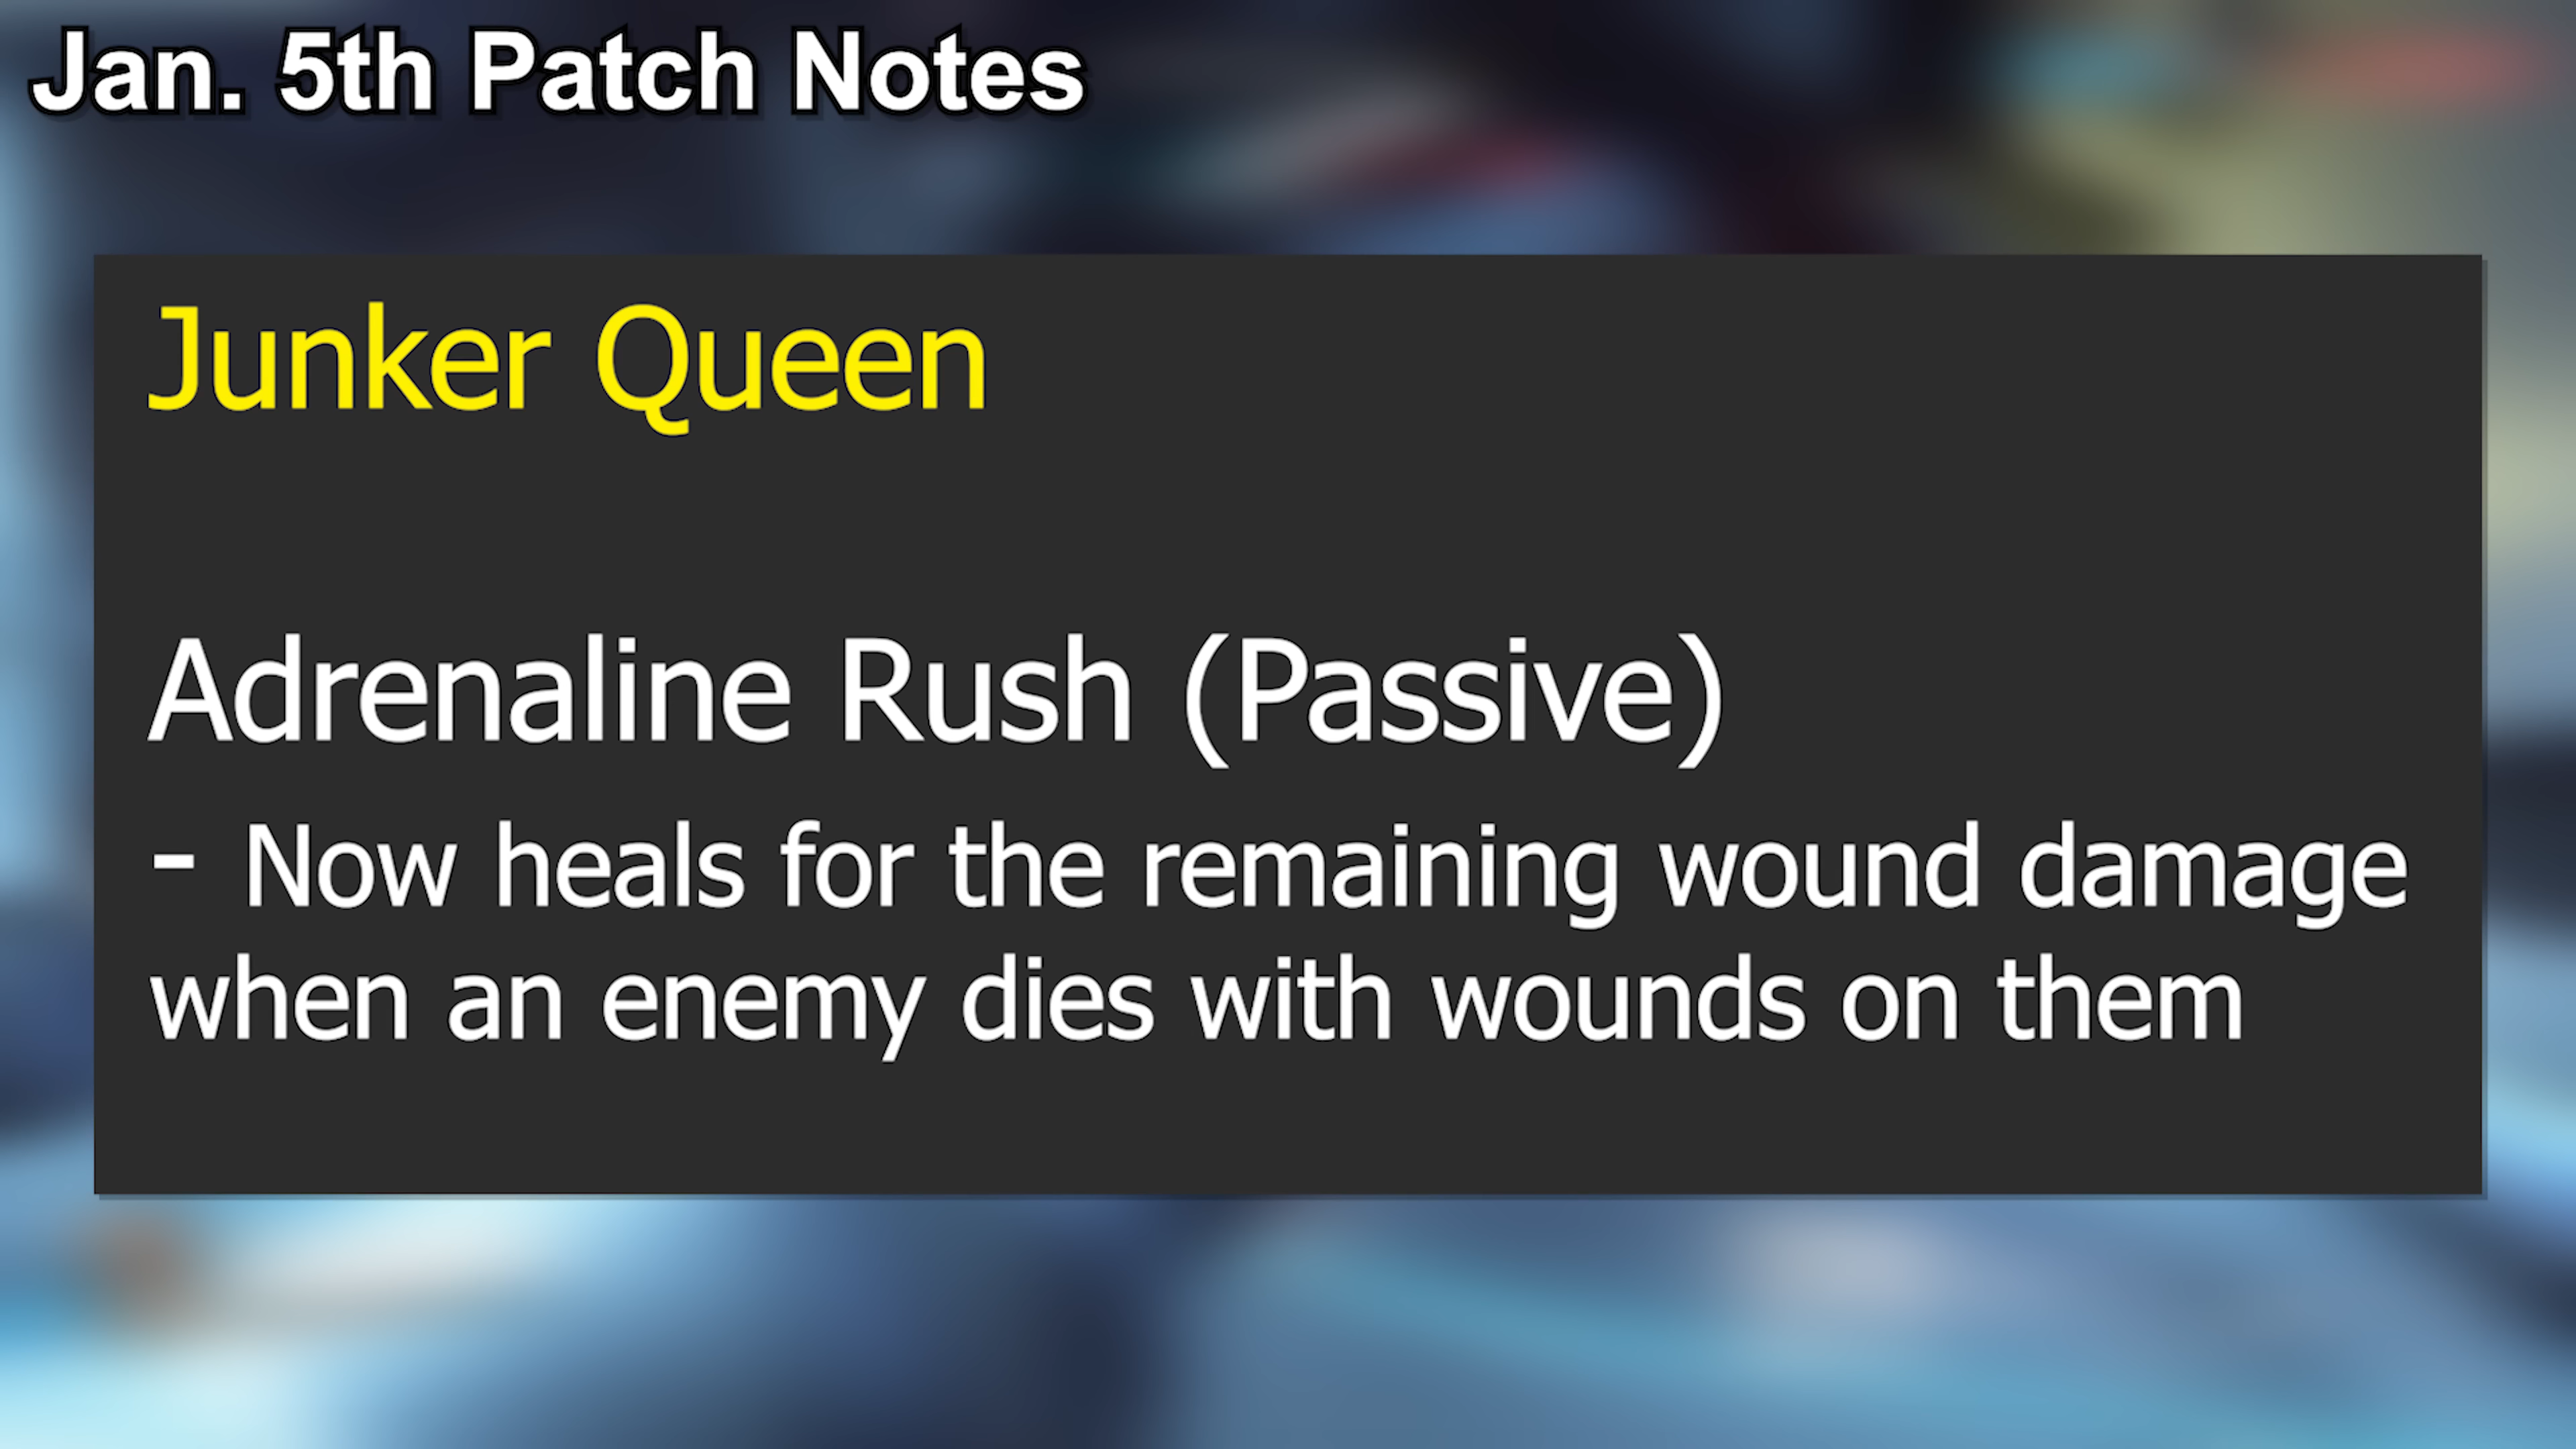 Jan. 5th Patch Notes
Junker Queen
Adrenaline Rush (Passive)
- Now heals for the remaining wound damage
when an enemy dies with wounds on them